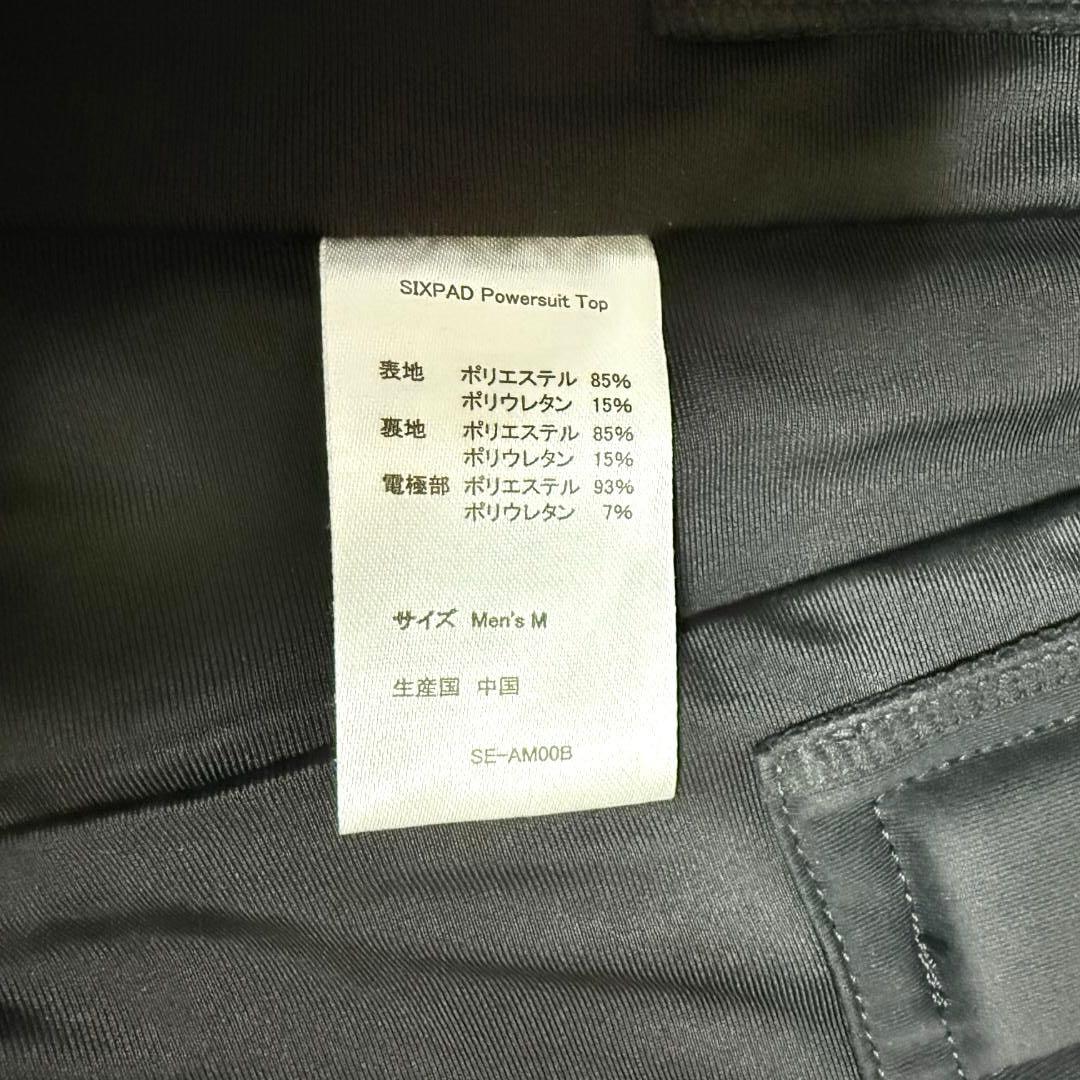 SIXPAD Powersuit Top
表地 ポリエステル 85%
ポリウレタン 15%
裏地 ポリエステル 85%
ポリウレタン 15%
電極部 ポリエステル 93%
ポリウレタン 7%
サイズ Men's M
生産国 中国
SE-AM00B